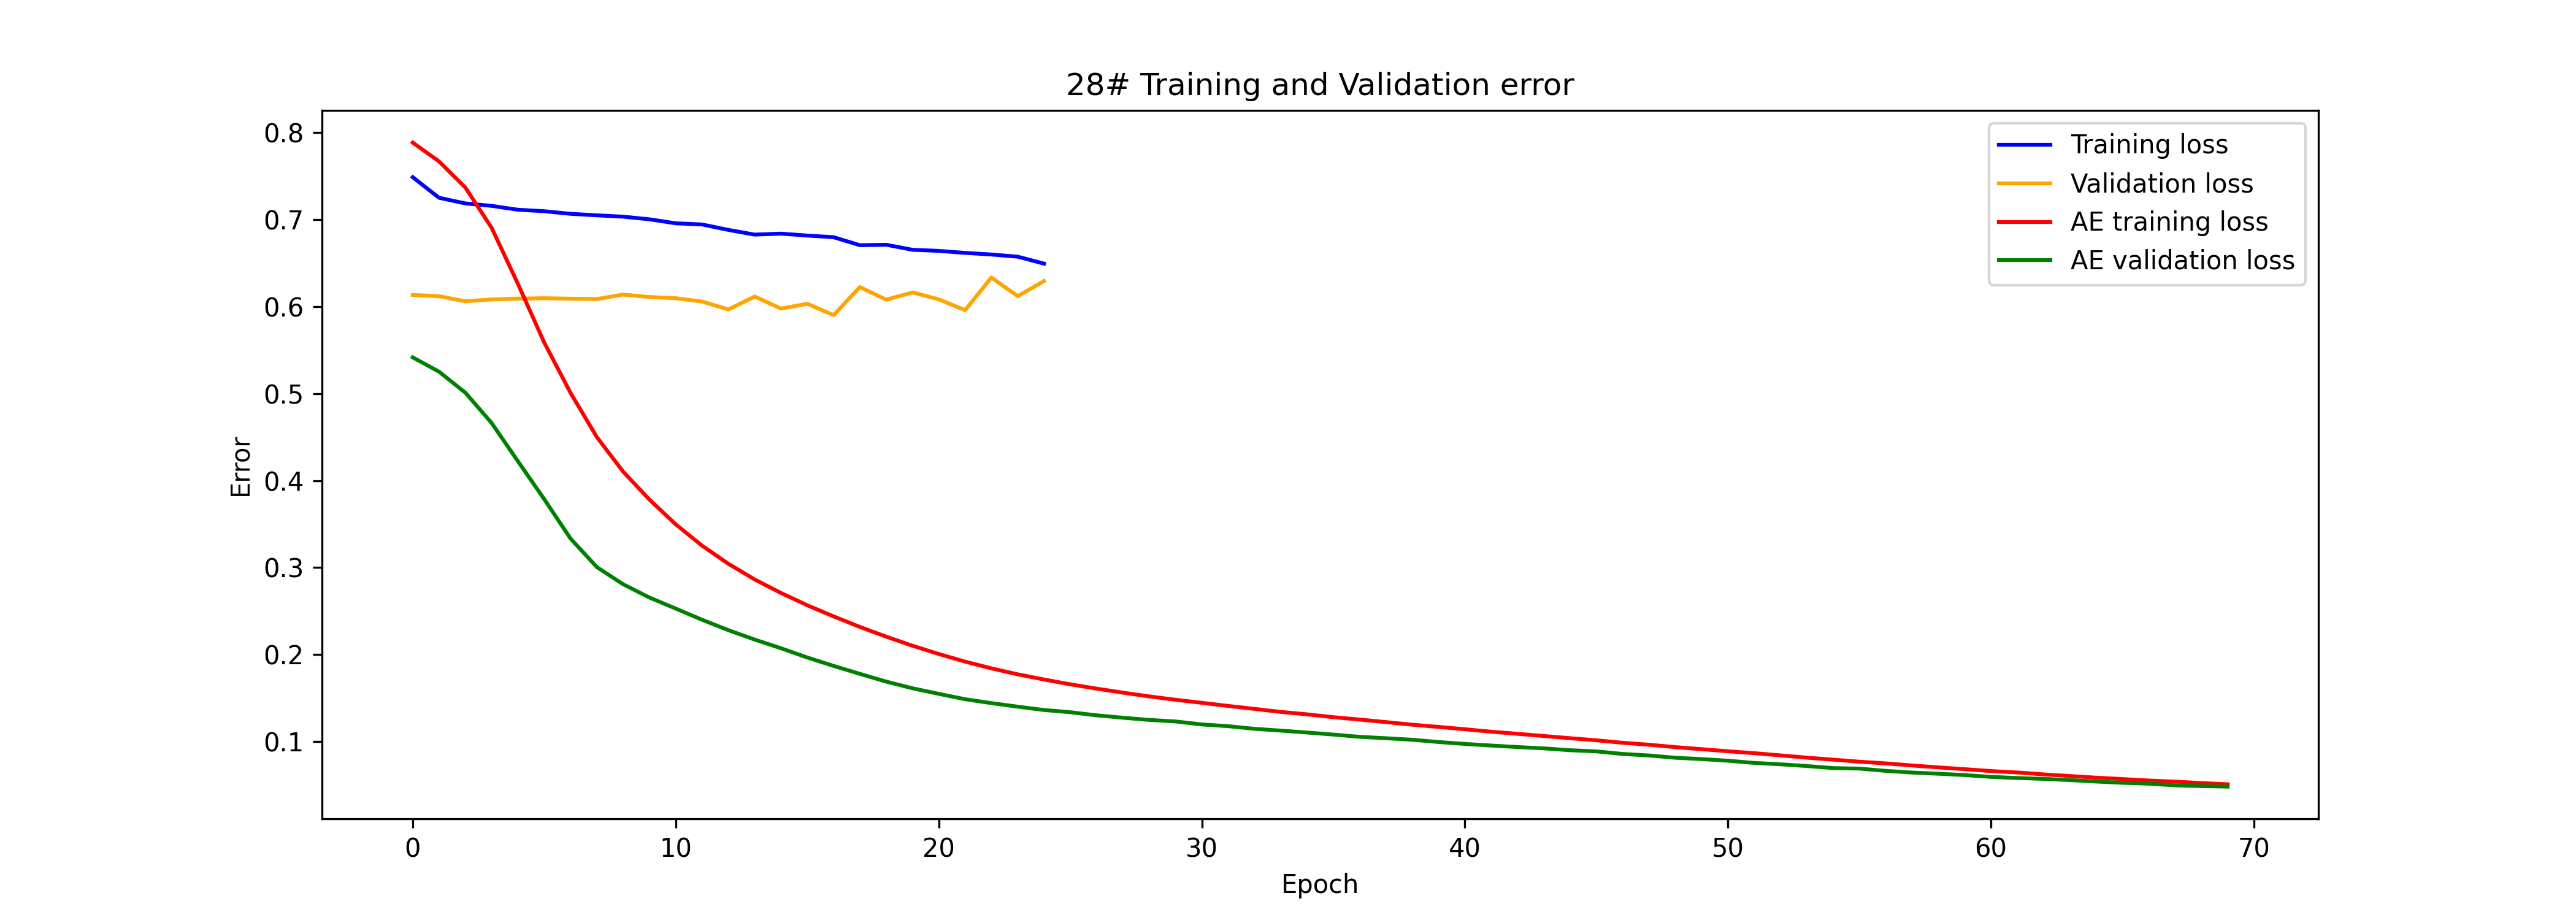 28# Training and Validation error
Error
0.8
0.7
0.6
0.5
0.4
0.3
0.2
0.1
Training loss
Validation loss
AE training loss
AE validation loss
0 10 20 30 40 50 60 70
Epoch